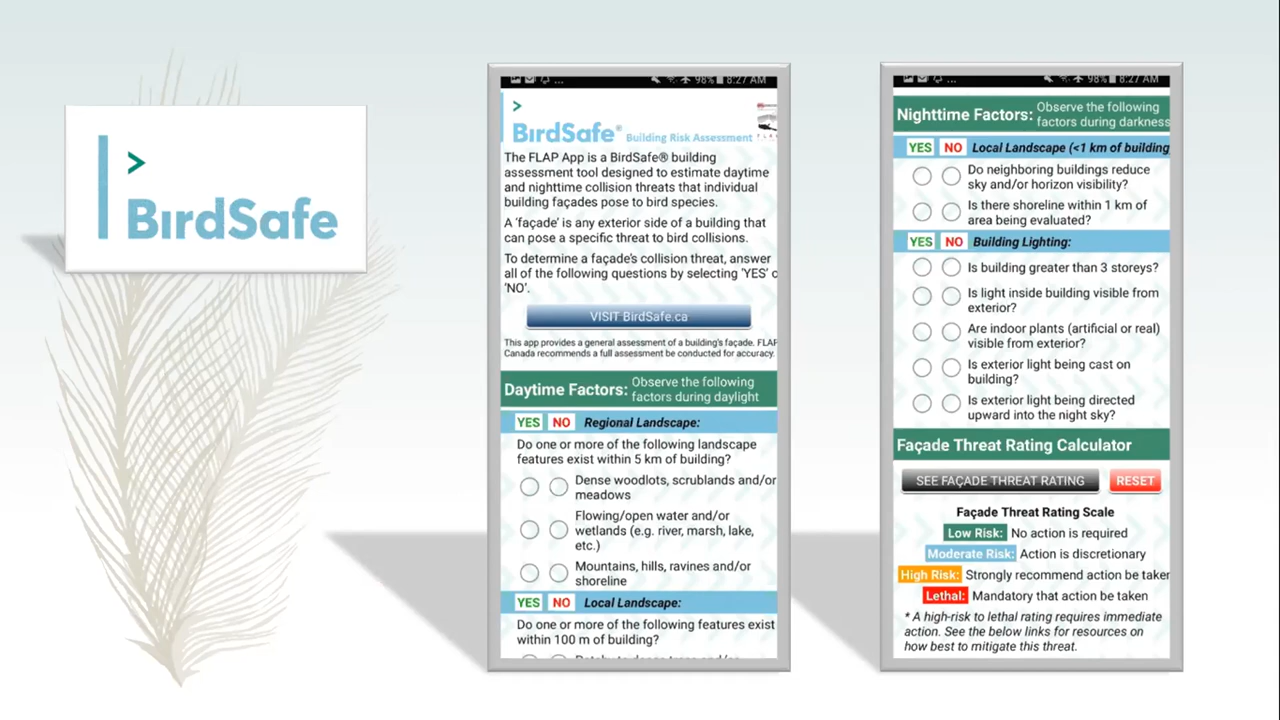 >
BirdSafe
98% 8:27 AM
>
BirdSafe® Building Risk Assessment
The FLAP App is a BirdSafe® building
assessment tool designed to estimate daytime
and nighttime collision threats that individual
building façades pose to bird species.
A ‘façade’ is any exterior side of a building that
can pose a specific threat to bird collisions.
To determine a façade's collision threat, answer
all of the following questions by selecting ‘YES’ o
‘NO’.
VISIT BirdSafe.ca
This app provides a general assessment of a building's façade. FLAP
Canada recommends a full assessment be conducted for accuracy.
Daytime Factors: Observe the following
factors during daylight
YES NO Regional Landscape:
Do one or more of the following landscape
features exist within 5 km of building?
Dense woodlots, scrublands and/or
meadows
Flowing/open water and/or
wetlands (e.g. river, marsh, lake,
etc.)
Mountains, hills, ravines and/or
shoreline
YES NO Local Landscape:
Do one or more of the following features exist
within 100 m of building?
98% 8:27 AM
Nighttime Factors: Observe the following
factors during darkness
YES NO Local Landscape (<1 km of building
Do neighboring buildings reduce
sky and/or horizon visibility?
Is there shoreline within 1 km of
area being evaluated?
YES NO Building Lighting:
Is building greater than 3 storeys?
Is light inside building visible from
exterior?
Are indoor plants (artificial or real)
visible from exterior?
Is exterior light being cast on
building?
Is exterior light being directed
upward into the night sky?
Façade Threat Rating Calculator
SEE FAÇADE THREAT RATING RESET
Façade Threat Rating Scale
Low Risk: No action is required
Moderate Risk: Action is discretionary
High Risk: Strongly recommend action be taken
Lethal: Mandatory that action be taken
* A high-risk to lethal rating requires immediate
action. See the below links for resources on
how best to mitigate this threat.